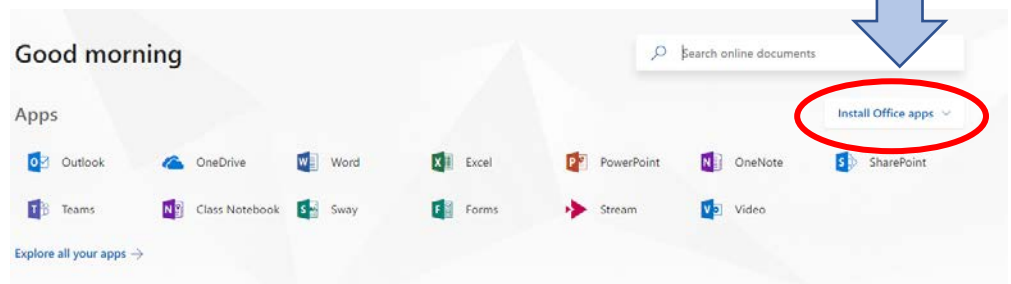 Good morning
Search online documents
Apps
Install Office apps
Outlook OneDrive Word Excel PowerPoint OneNote SharePoint
Teams Class Notebook Sway Forms Stream Video
Explore all your apps →